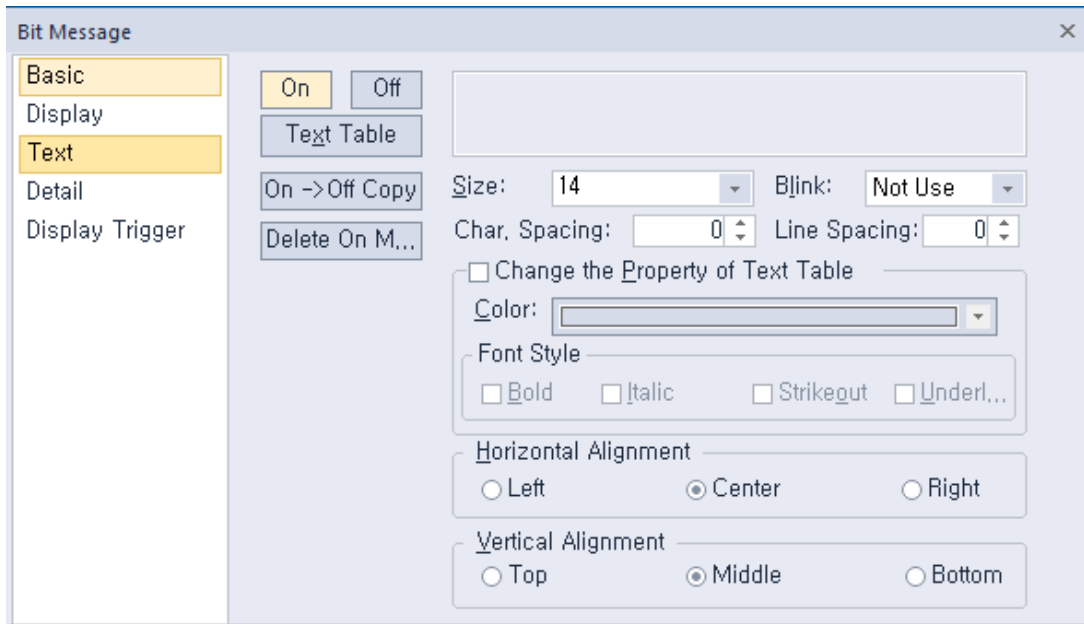 Bit Message
Basic
Display
Text
Detail
Display Trigger
On Off
Text Table
On ->Off Copy
Delete On M...
Size: 14 Blink: Not Use
Char. Spacing: 0 Line Spacing: 0
Change the Property of Text Table
Color:
Font Style
Bold Italic Strikeout Underl...
Horizontal Alignment
Left Center Right
Vertical Alignment
Top Middle Bottom